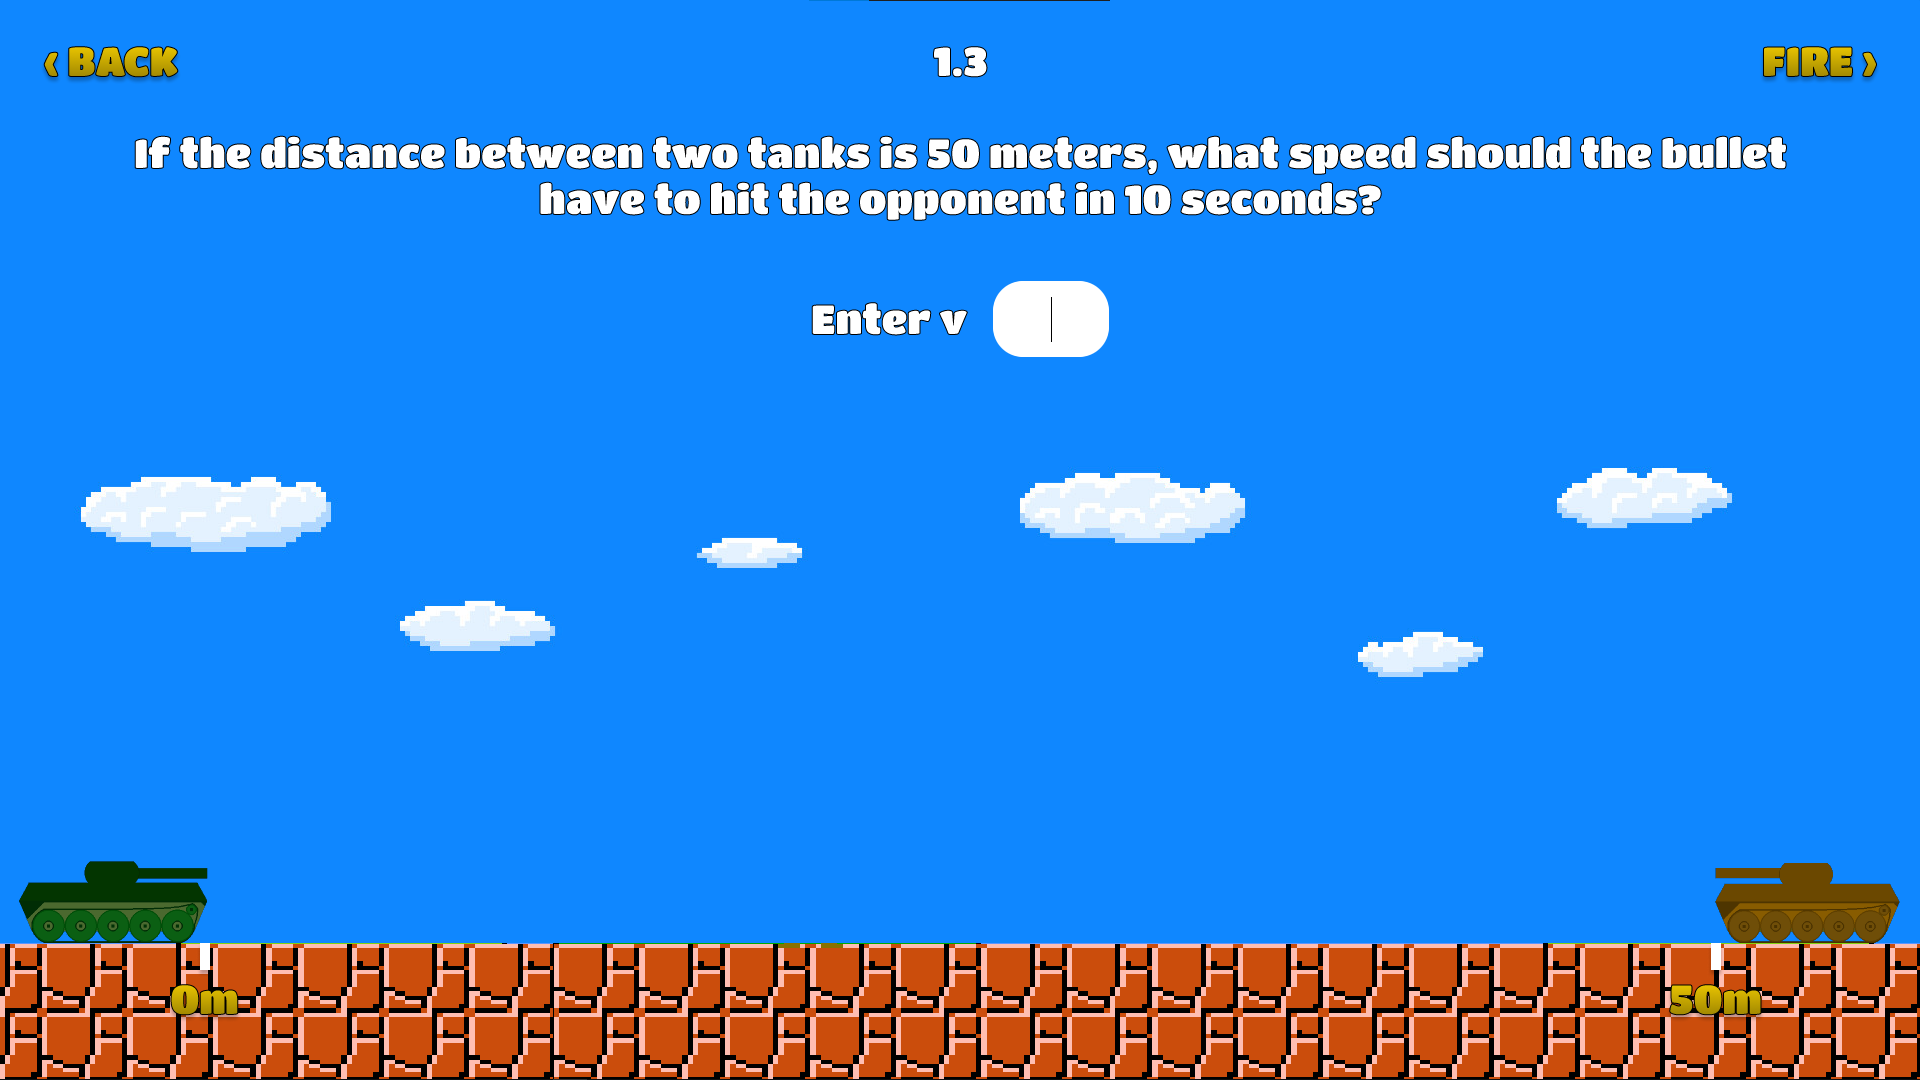 ‹ BACK
1.3
FIRE ›
If the distance between two tanks is 50 meters, what speed should the bullet
have to hit the opponent in 10 seconds?
Enter v
0m
50m